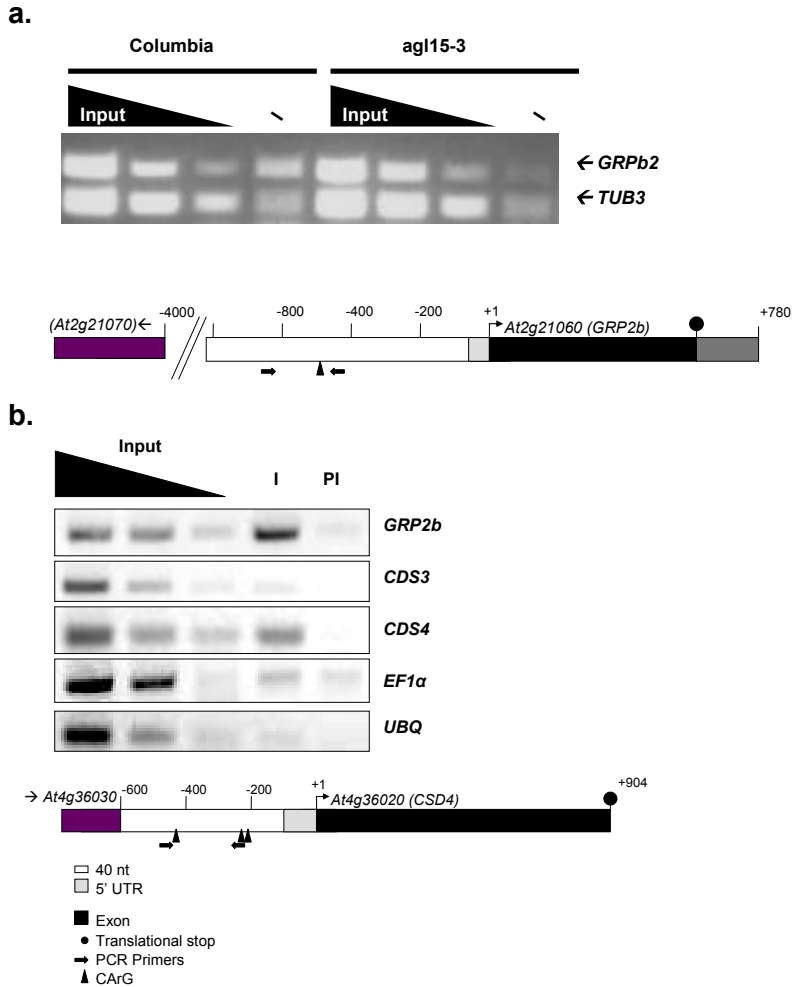 a.
Columbia agl15-3
Input Input
← GRPb2
← TUB3
(At2g21070)← -4000 -800 -400 -200 +1 At2g21060 (GRP2b) +780
b.
Input I PI
GRP2b
CDS3
CDS4
EF1α
UBQ
→ At4g36030 -600 -400 -200 +1 At4g36020 (CSD4) +904
40 nt
5' UTR
Exon
Translational stop
PCR Primers
CArG